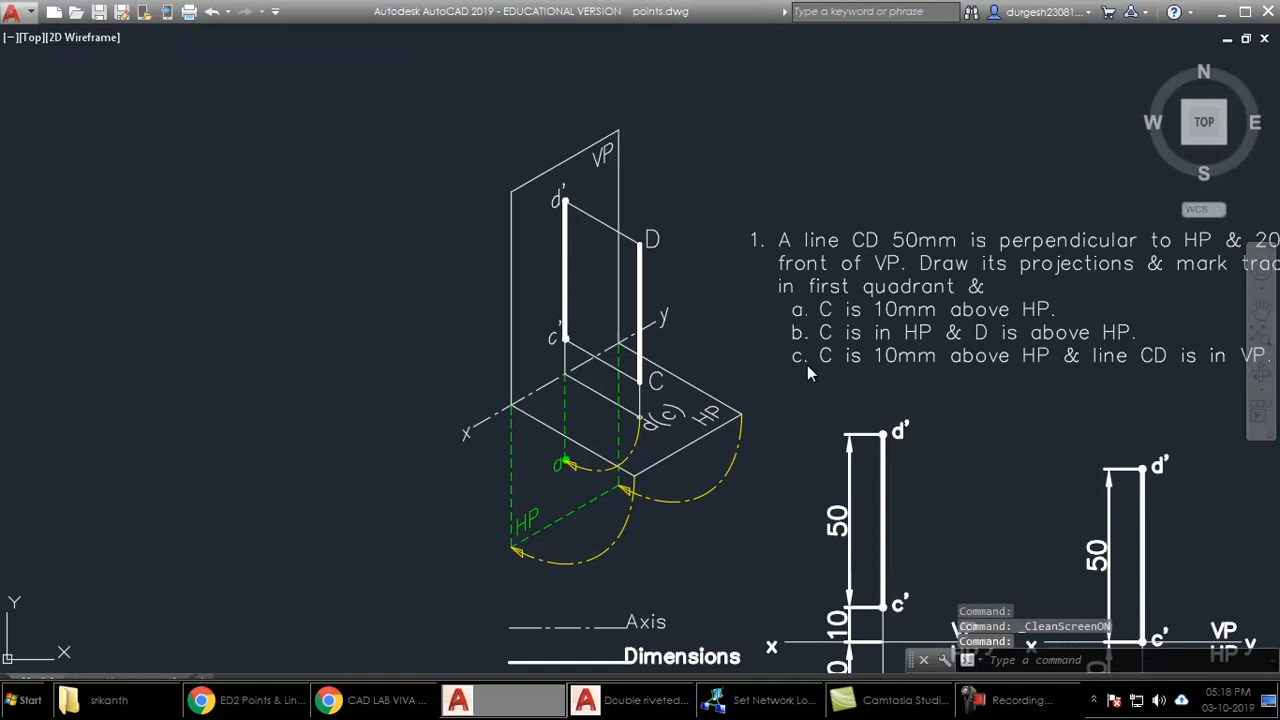 Autodesk AutoCAD 2019 - EDUCATIONAL VERSION points.dwg
Type a keyword or phrase
durgesh23081...
[−][Top][2D Wireframe]
N
W TOP E
S
WCS
VP
d'
D
c'
y
C
x
d(c)
HP
HP
1. A line CD 50mm is perpendicular to HP & 20
front of VP. Draw its projections & mark
in first quadrant &
a. C is 10mm above HP.
b. C is in HP & D is above HP.
c. C is 10mm above HP & line CD is in VP.
d'
50
c'
10
x
d'
50
c'
x
VP
HP
y
Axis
Dimensions
Command:
Command: _CleanScreenON
Command:
Type a command
Y
X
Start
srikanth
ED2 Points & Lin...
CAD LAB VIVA ...
Double riveted...
Set Network Lo...
Camtasia Studi...
Recording...
05:18 PM
03-10-2019